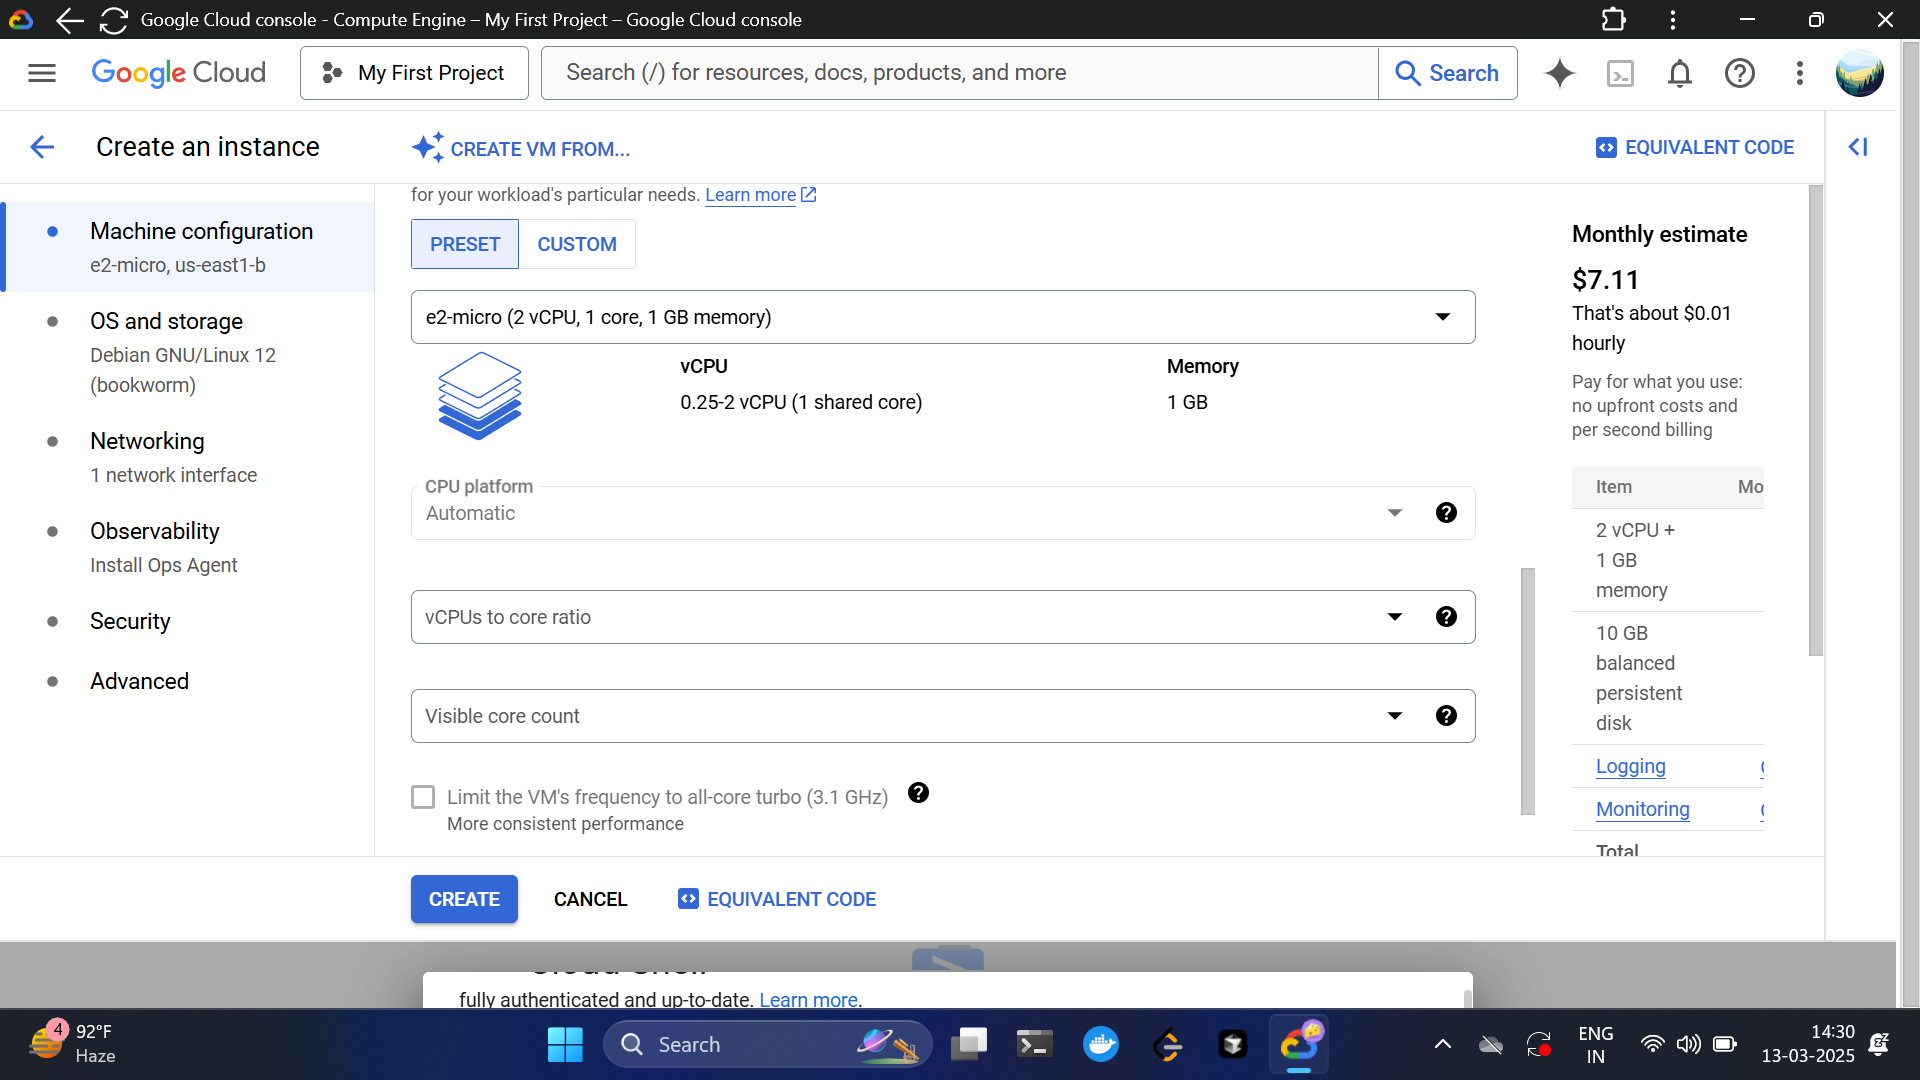 Google Cloud console - Compute Engine – My First Project – Google Cloud console
Google Cloud
My First Project
Search (/) for resources, docs, products, and more
Search
Create an instance
CREATE VM FROM...
EQUIVALENT CODE
Machine configuration
e2-micro, us-east1-b
OS and storage
Debian GNU/Linux 12
(bookworm)
Networking
1 network interface
Observability
Install Ops Agent
Security
Advanced
for your workload's particular needs. Learn more
PRESET
CUSTOM
e2-micro (2 vCPU, 1 core, 1 GB memory)
vCPU
Memory
0.25-2 vCPU (1 shared core)
1 GB
CPU platform
Automatic
vCPUs to core ratio
Visible core count
Limit the VM's frequency to all-core turbo (3.1 GHz)
More consistent performance
Monthly estimate
$7.11
That's about $0.01
hourly
Pay for what you use:
no upfront costs and
per second billing
Item
Mo
2 vCPU +
1 GB
memory
10 GB
balanced
persistent
disk
Logging
Monitoring
Total
CREATE
CANCEL
EQUIVALENT CODE
Cloud Shell
fully authenticated and up-to-date. Learn more.
4
92°F
Haze
Search
ENG
IN
14:30
13-03-2025